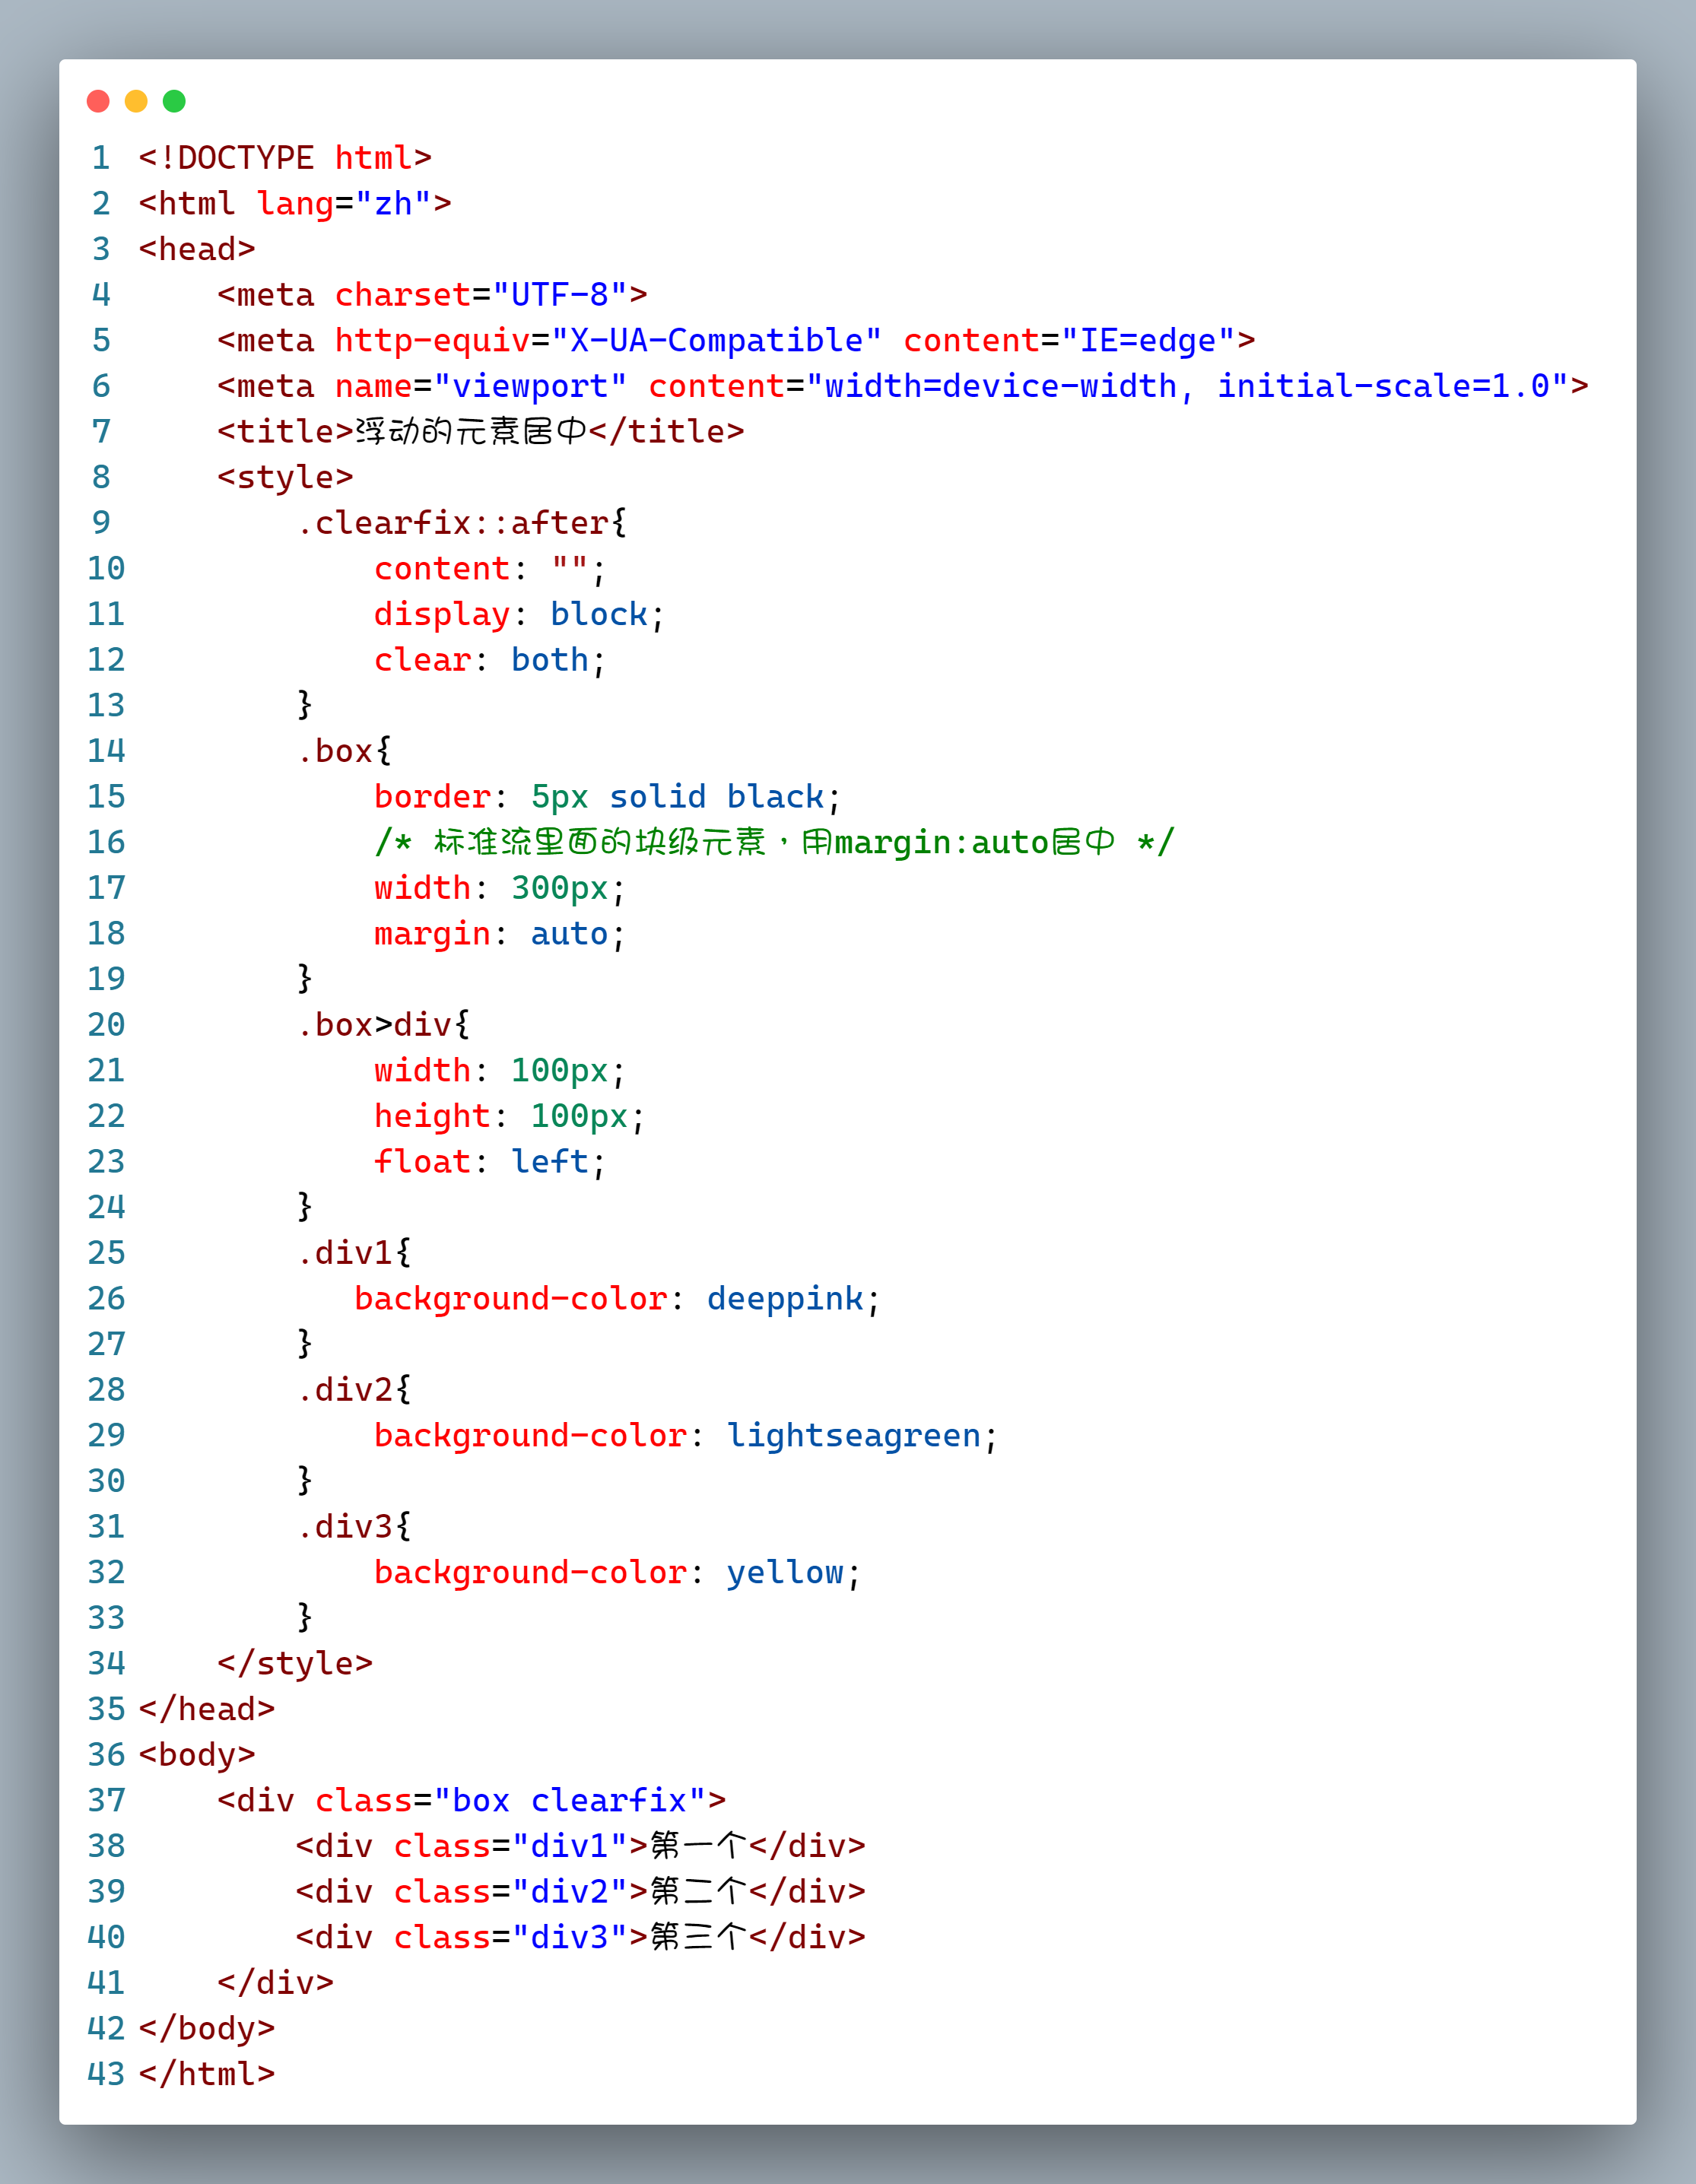 1 <!DOCTYPE html>
2 <html lang="zh">
3 <head>
4     <meta charset="UTF-8">
5     <meta http-equiv="X-UA-Compatible" content="IE=edge">
6     <meta name="viewport" content="width=device-width, initial-scale=1.0">
7     <title>浮动的元素居中</title>
8     <style>
9         .clearfix::after{
10             content: "";
11             display: block;
12             clear: both;
13         }
14         .box{
15             border: 5px solid black;
16             /* 标准流里面的块级元素，用margin:auto居中 */
17             width: 300px;
18             margin: auto;
19         }
20         .box>div{
21             width: 100px;
22             height: 100px;
23             float: left;
24         }
25         .div1{
26            background-color: deeppink;
27         }
28         .div2{
29             background-color: lightseagreen;
30         }
31         .div3{
32             background-color: yellow;
33         }
34     </style>
35 </head>
36 <body>
37     <div class="box clearfix">
38         <div class="div1">第一个</div>
39         <div class="div2">第二个</div>
40         <div class="div3">第三个</div>
41     </div>
42 </body>
43 </html>